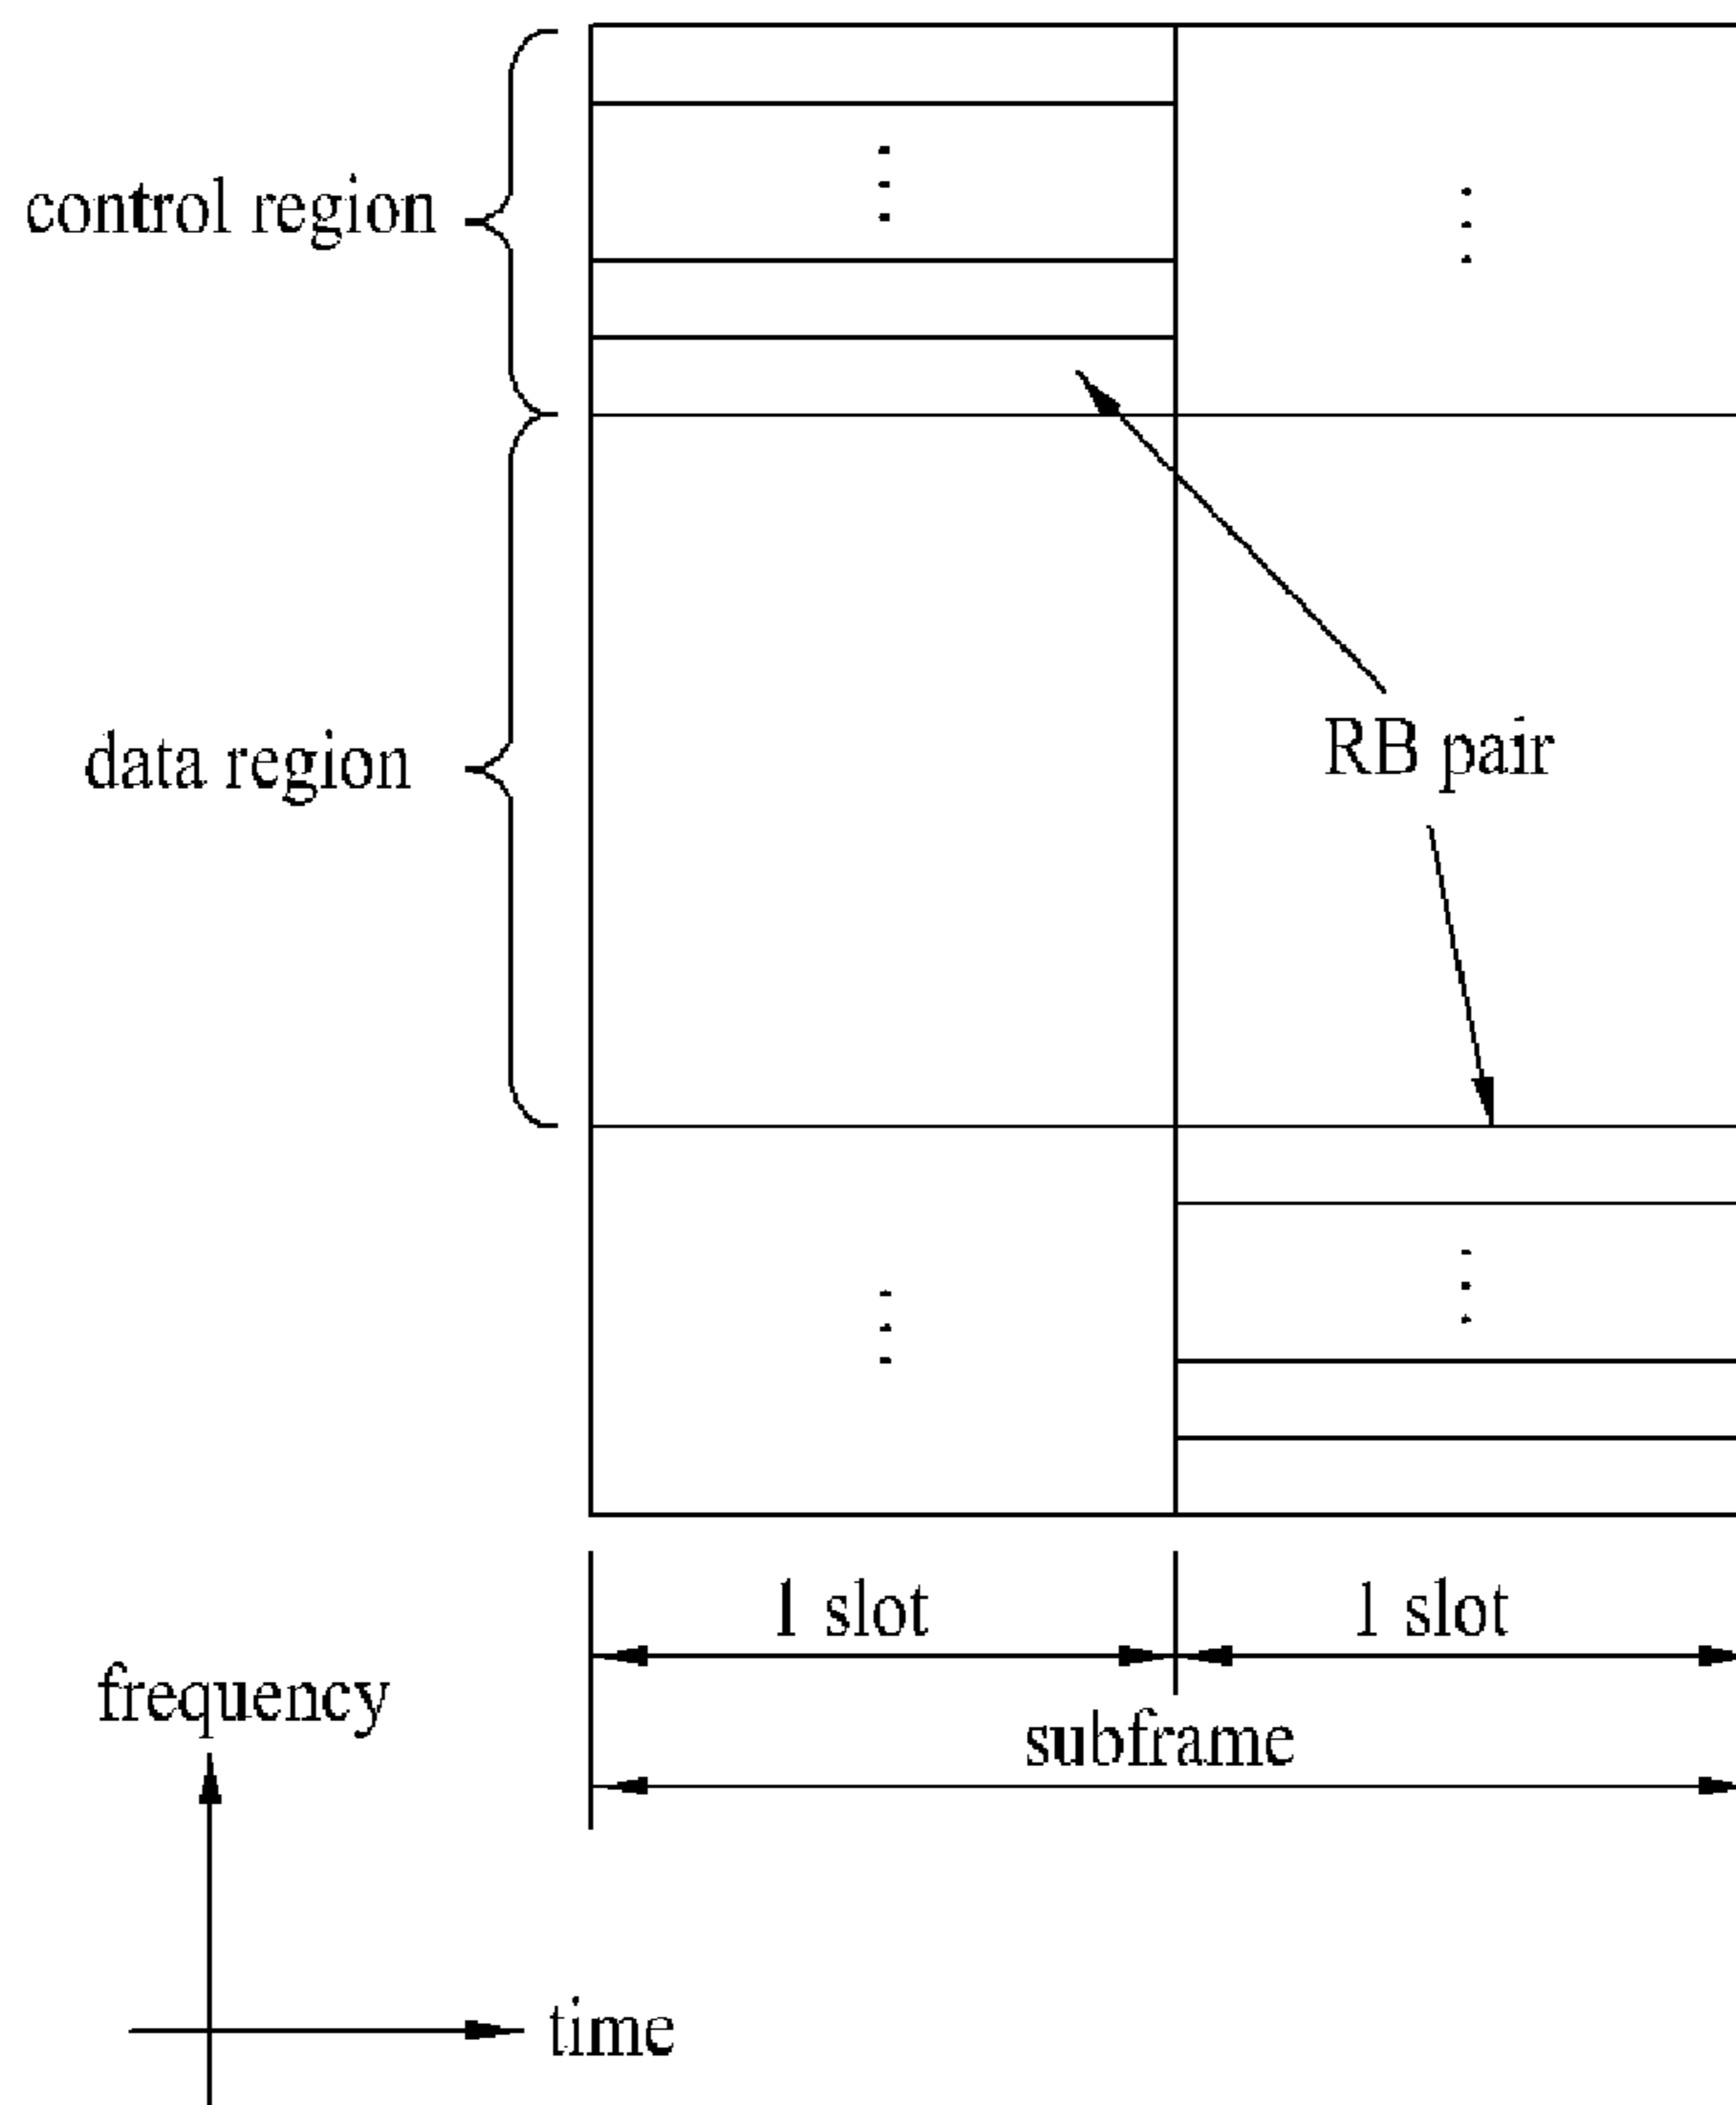 control region
data region
RB pair
1 slot
1 slot
subframe
frequency
time